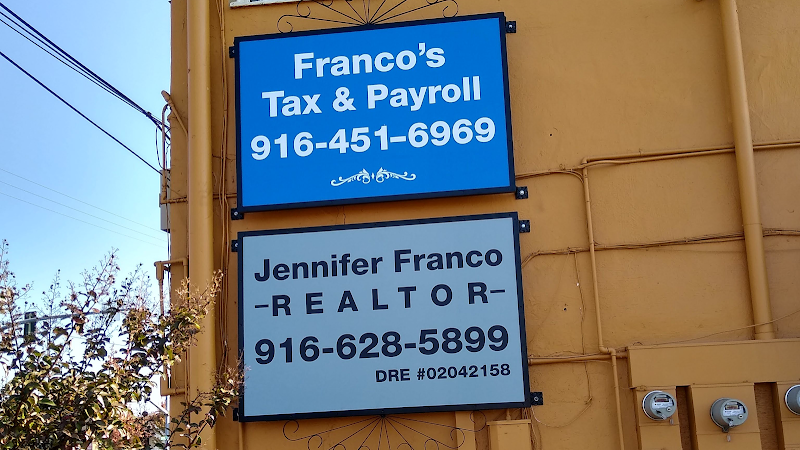 Franco's
Tax & Payroll
916-451-6969
Jennifer Franco
-REALTOR-
916-628-5899
DRE #02042158